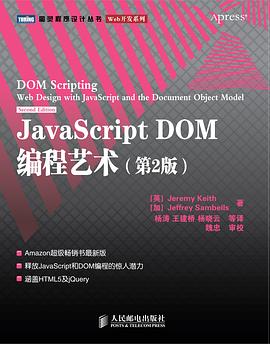 TURING 图灵程序设计丛书 Web开发系列
Apress
DOM Scripting
Web Design with JavaScript and the Document Object Model
Second Edition
JavaScript DOM
编程艺术(第2版)
[英] Jeremy Keith
[加] Jeffrey Sambells 著
杨涛 王建桥 杨晓云 等译
魏忠 审校
Amazon超级畅销书最新版
释放JavaScript和DOM编程的惊人潜力
涵盖HTML5及jQuery
人民邮电出版社
POSTS & TELECOM PRESS